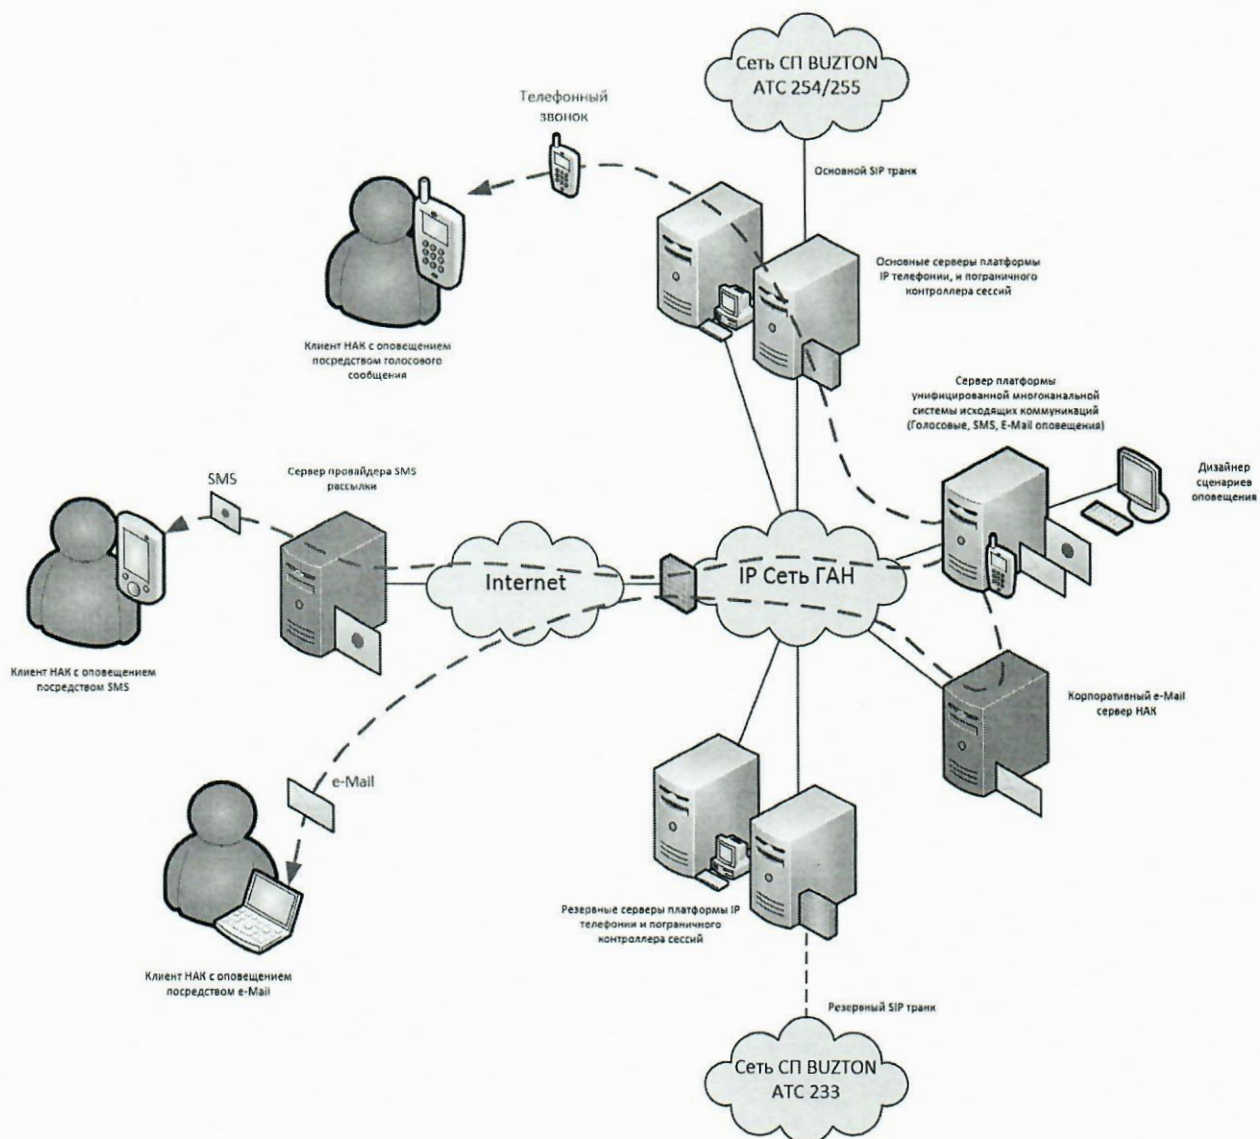 Сеть СП BUZTON
АТС 254/255
Телефонный
звонок
Основной SIP транк
Основные серверы платформы
IP телефонии, и пограничного
контроллера сессий
Клиент НАК с оповещением
посредством голосового
сообщения
Сервер платформы
унифицированной многоканальной
системы исходящих коммуникаций
(Голосовые, SMS, E-Mail оповещения)
Дизайнер
сценариев
оповещения
SMS
Сервер провайдера SMS
рассылки
Internet
IP Сеть ГАН
Клиент НАК с оповещением
посредством SMS
Корпоративный e-Mail
сервер НАК
e-Mail
Резервные серверы платформы IP
телефонии и пограничного
контроллера сессий
Клиент НАК с оповещением
посредством e-Mail
Резервный SIP транк
Сеть СП BUZTON
АТС 233